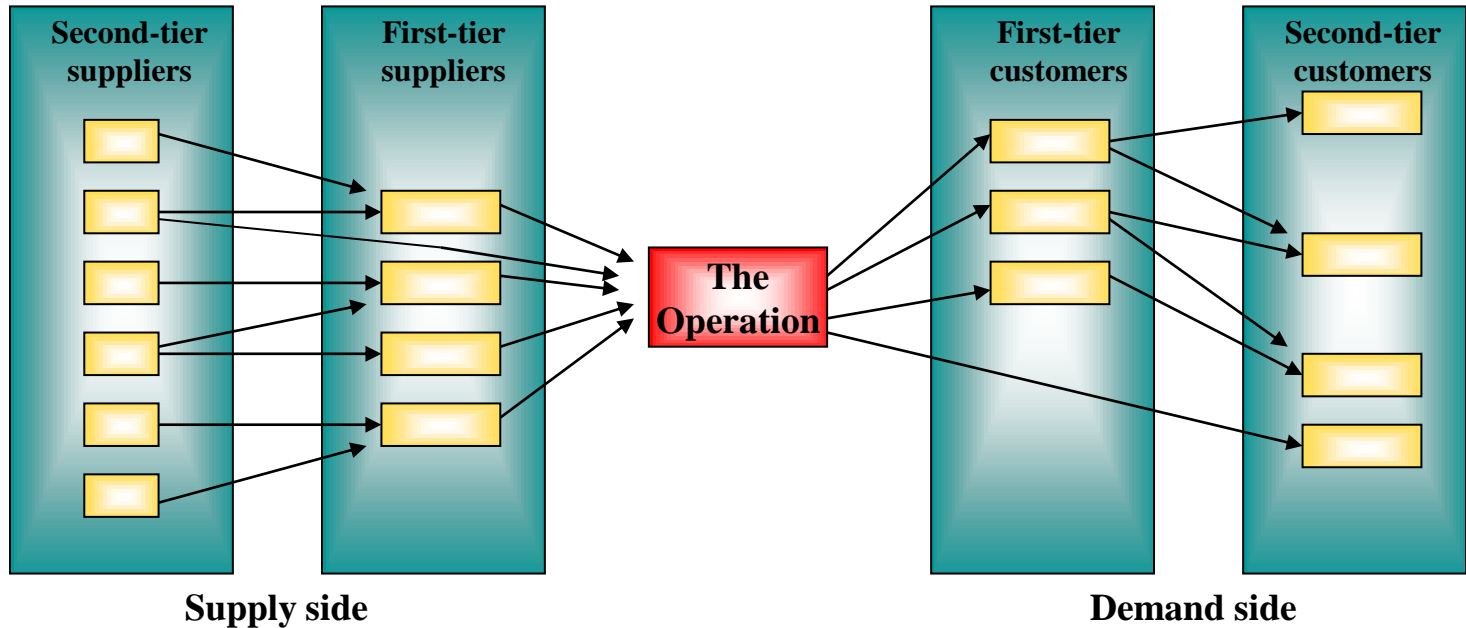 Second-tier
suppliers
First-tier
suppliers
The
Operation
First-tier
customers
Second-tier
customers
Supply side
Demand side